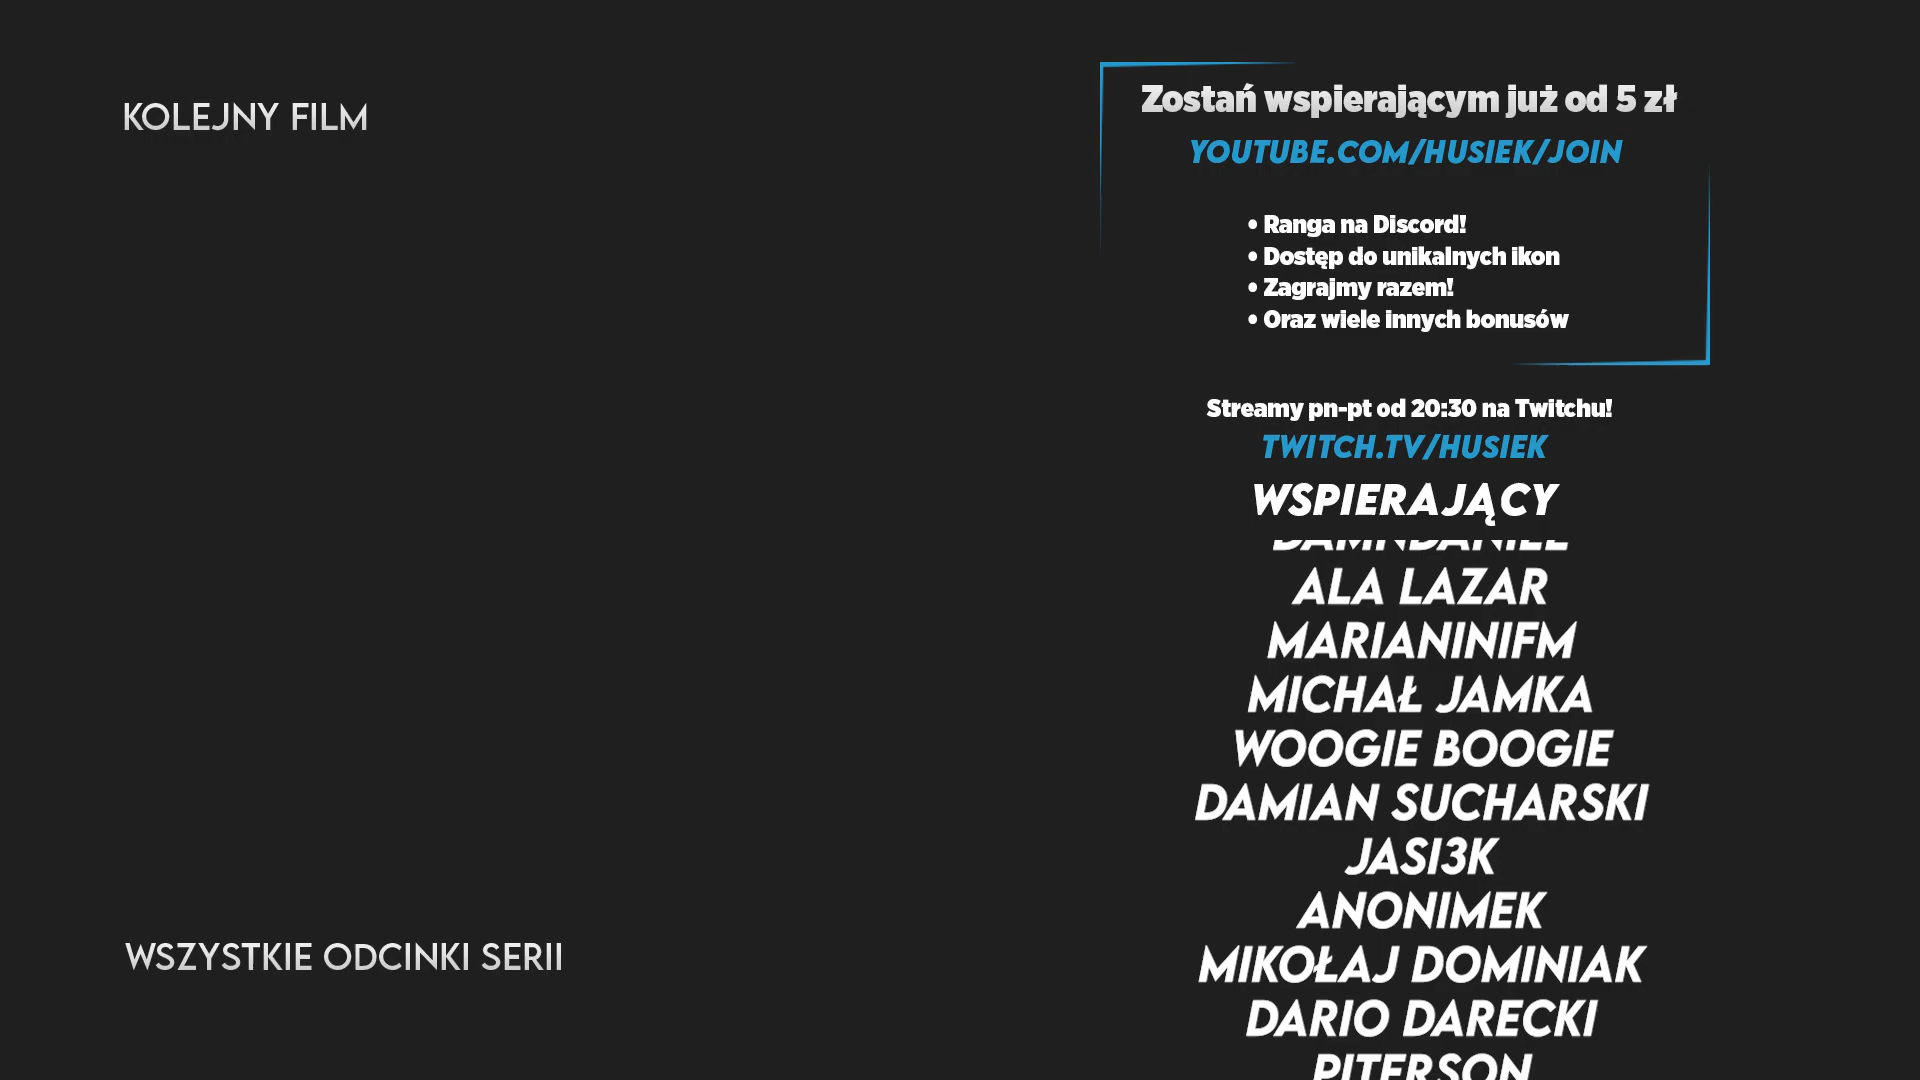 KOLEJNY FILM
WSZYSTKIE ODCINKI SERII
Zostań wspierającym już od 5 zł
YOUTUBE.COM/HUSIEK/JOIN
• Ranga na Discord!
• Dostęp do unikalnych ikon
• Zagrajmy razem!
• Oraz wiele innych bonusów
Streamy pn-pt od 20:30 na Twitchu!
TWITCH.TV/HUSIEK
WSPIERAJĄCY
DAMNDANIEL
ALA LAZAR
MARIANINIFM
MICHAŁ JAMKA
WOOGIE BOOGIE
DAMIAN SUCHARSKI
JASI3K
ANONIMEK
MIKOŁAJ DOMINIAK
DARIO DARECKI
PITERSON